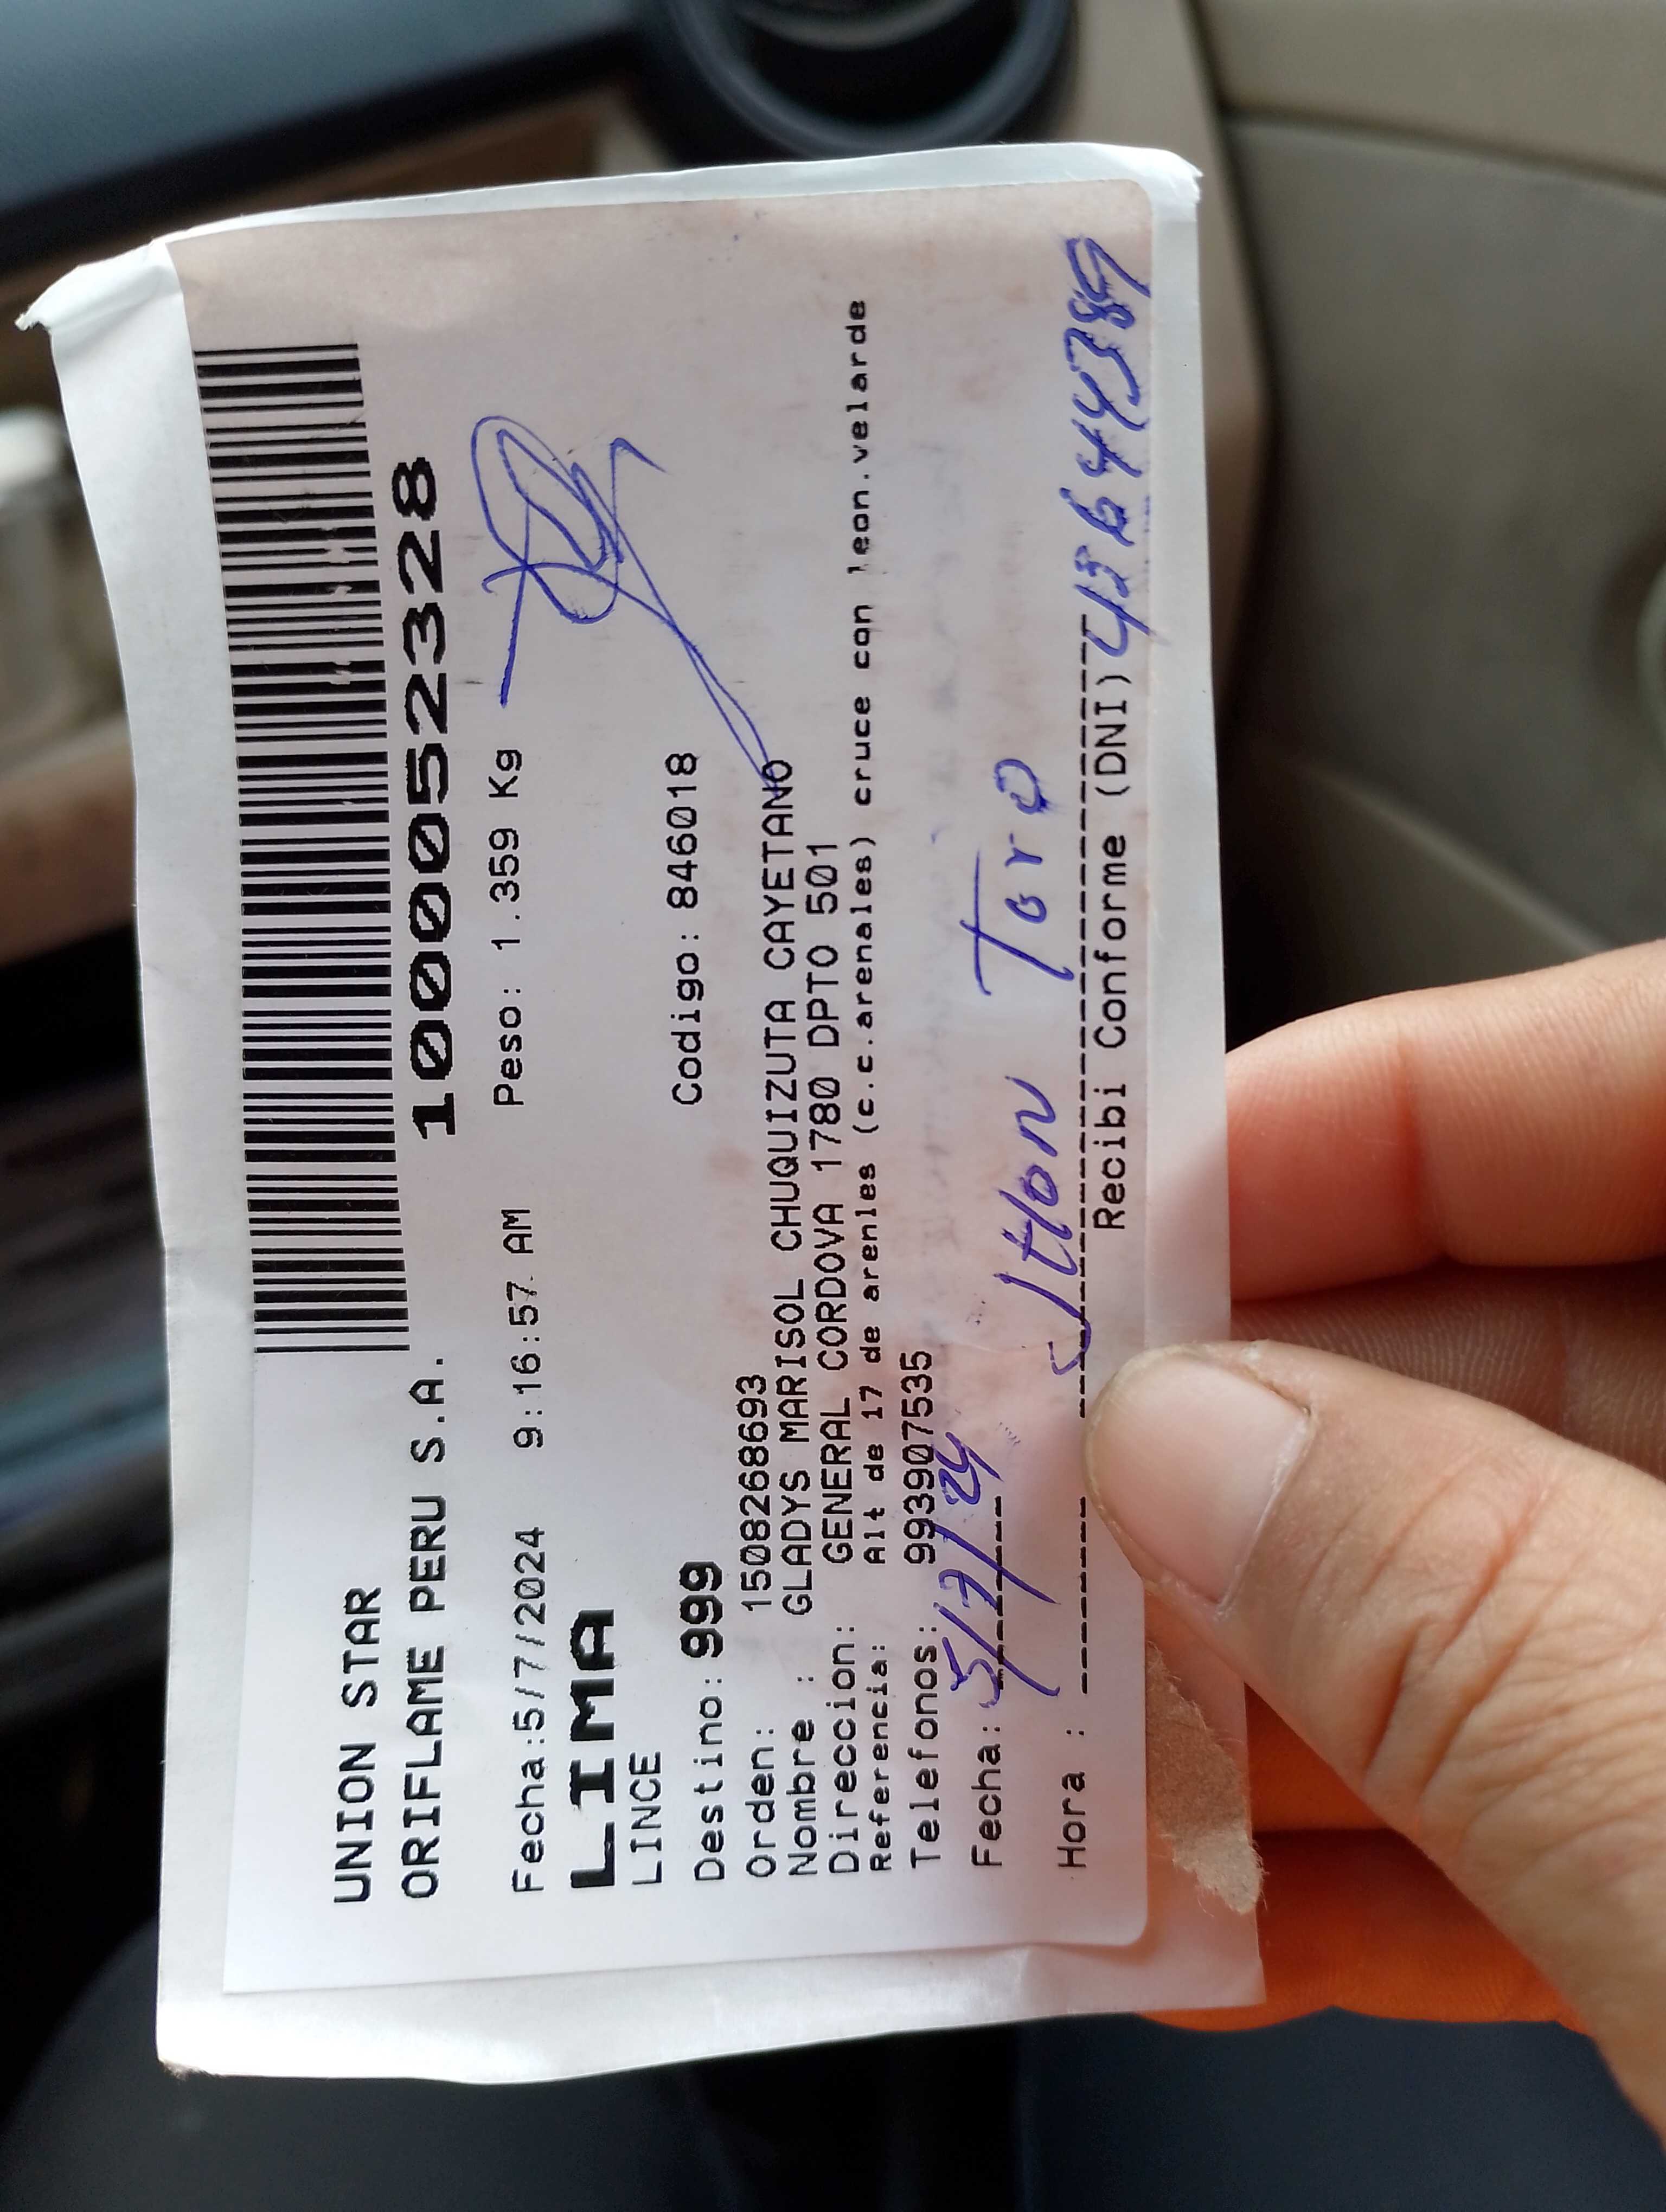 UNION STAR
ORIFLAME PERU S.A. 1000052328
Fecha:5/7/2024 9:16:57 AM Peso: 1.359 Kg
LIMA
LINCE
Destino: 999 Codigo: 846018
Orden: 1508268693
Nombre : GLADYS MARISOL CHUQUIZUTA CAYETANO
Direccion: GENERAL CORDOVA 1780 DPTO 501
Referencia: Alt de 17 de arenles (c.c.arenales) cruce con leon.velarde
Telefonos: 993907535
Fecha: 5/7/24 Toro
Hora :
Recibi Conforme (DNI)